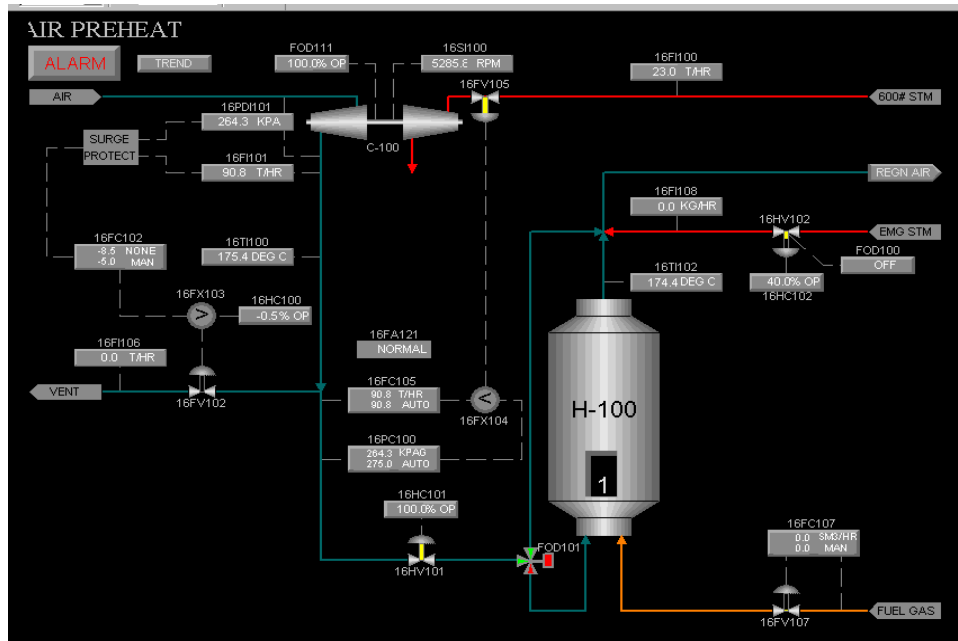 AIR PREHEAT
ALARM
TREND
FOD111
100.0% OP
16SI100
5285.8 RPM
16FI100
23.0 T/HR
AIR
16FV105
600# STM
16PDI101
264.3 KPA
SURGE
PROTECT
C-100
16FI101
90.8 T/HR
REGN AIR
16FI108
0.0 KG/HR
16HV102
EMG STM
16FC102
-8.5 NONE
-5.0 MAN
16TI100
175.4 DEG C
FOD100
OFF
16TI102
174.4 DEG C
40.0% OP
16HC102
16FX103
>
16HC100
-0.5% OP
16FI106
0.0 T/HR
16FA121
NORMAL
VENT
16FV102
16FC105
90.8 T/HR
90.8 AUTO
<
16FX104
H-100
16PC100
264.3 KPAG
275.0 AUTO
1
16HC101
100.0% OP
16FC107
0.0 SM3/HR
0.0 MAN
FOD101
16HV101
FUEL GAS
16FV107